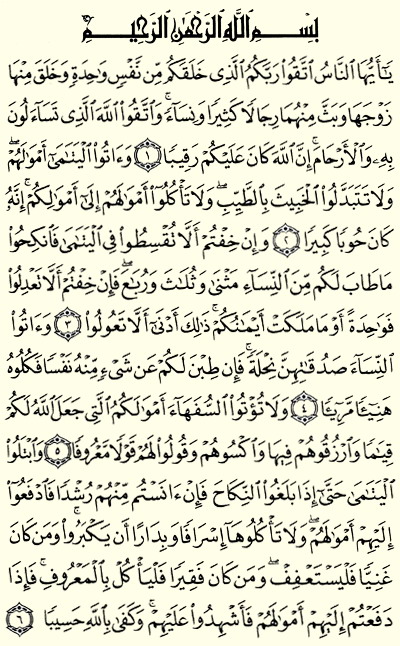 بِسْمِ ٱللَّهِ ٱلرَّحْمَٰنِ ٱلرَّحِيمِ
يَٰٓأَيُّهَا ٱلنَّاسُ ٱتَّقُوا۟ رَبَّكُمُ ٱلَّذِى خَلَقَكُم مِّن نَّفْسٍ وَٰحِدَةٍ وَخَلَقَ مِنْهَا
زَوْجَهَا وَبَثَّ مِنْهُمَا رِجَالًا كَثِيرًا وَنِسَآءً ۚ وَٱتَّقُوا۟ ٱللَّهَ ٱلَّذِى تَسَآءَلُونَ
بِهِۦ وَٱلْأَرْحَامَ ۚ إِنَّ ٱللَّهَ كَانَ عَلَيْكُمْ رَقِيبًا ١ وَءَاتُوا۟ ٱلْيَتَٰمَىٰٓ أَمْوَٰلَهُمْ ۖ
وَلَا تَتَبَدَّلُوا۟ ٱلْخَبِيثَ بِٱلطَّيِّبِ ۖ وَلَا تَأْكُلُوٓا۟ أَمْوَٰلَهُمْ إِلَىٰٓ أَمْوَٰلِكُمْ ۚ إِنَّهُۥ
كَانَ حُوبًا كَبِيرًا ٢ وَإِنْ خِفْتُمْ أَلَّا تُقْسِطُوا۟ فِى ٱلْيَتَٰمَىٰ فَٱنكِحُوا۟
مَا طَابَ لَكُم مِّنَ ٱلنِّسَآءِ مَثْنَىٰ وَثُلَٰثَ وَرُبَٰعَ ۖ فَإِنْ خِفْتُمْ أَلَّا تَعْدِلُوا۟
فَوَٰحِدَةً أَوْ مَا مَلَكَتْ أَيْمَٰنُكُمْ ۚ ذَٰلِكَ أَدْنَىٰٓ أَلَّا تَعُولُوا۟ ٣ وَءَاتُوا۟
ٱلنِّسَآءَ صَدُقَٰتِهِنَّ نِحْلَةً ۚ فَإِن طِبْنَ لَكُمْ عَن شَىْءٍ مِّنْهُ نَفْسًا فَكُلُوهُ
هَنِيٓـًٔا مَّرِيٓـًٔا ٤ وَلَا تُؤْتُوا۟ ٱلسُّفَهَآءَ أَمْوَٰلَكُمُ ٱلَّتِى جَعَلَ ٱللَّهُ لَكُمْ
قِيَٰمًا وَٱرْزُقُوهُمْ فِيهَا وَٱكْسُوهُمْ وَقُولُوا۟ لَهُمْ قَوْلًا مَّعْرُوفًا ٥ وَٱبْتَلُوا۟
ٱلْيَتَٰمَىٰ حَتَّىٰٓ إِذَا بَلَغُوا۟ ٱلنِّكَاحَ فَإِنْ ءَانَسْتُم مِّنْهُمْ رُشْدًا فَٱدْفَعُوٓا۟
إِلَيْهِمْ أَمْوَٰلَهُمْ ۖ وَلَا تَأْكُلُوهَآ إِسْرَافًا وَبِدَارًا أَن يَكْبَرُوا۟ ۚ وَمَن كَانَ
غَنِيًّا فَلْيَسْتَعْفِفْ ۖ وَمَن كَانَ فَقِيرًا فَلْيَأْكُلْ بِٱلْمَعْرُوفِ ۚ فَإِذَا
دَفَعْتُمْ إِلَيْهِمْ أَمْوَٰلَهُمْ فَأَشْهِدُوا۟ عَلَيْهِمْ ۚ وَكَفَىٰ بِٱللَّهِ حَسِيبًا ٦